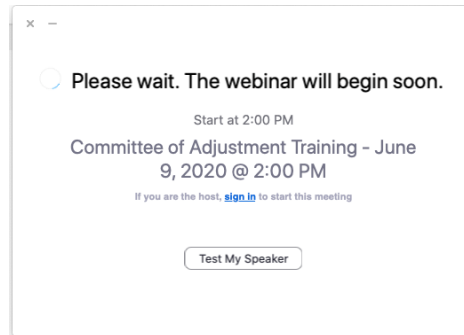 Please wait. The webinar will begin soon.
Start at 2:00 PM
Committee of Adjustment Training - June
9, 2020 @ 2:00 PM
If you are the host, sign in to start this meeting
Test My Speaker